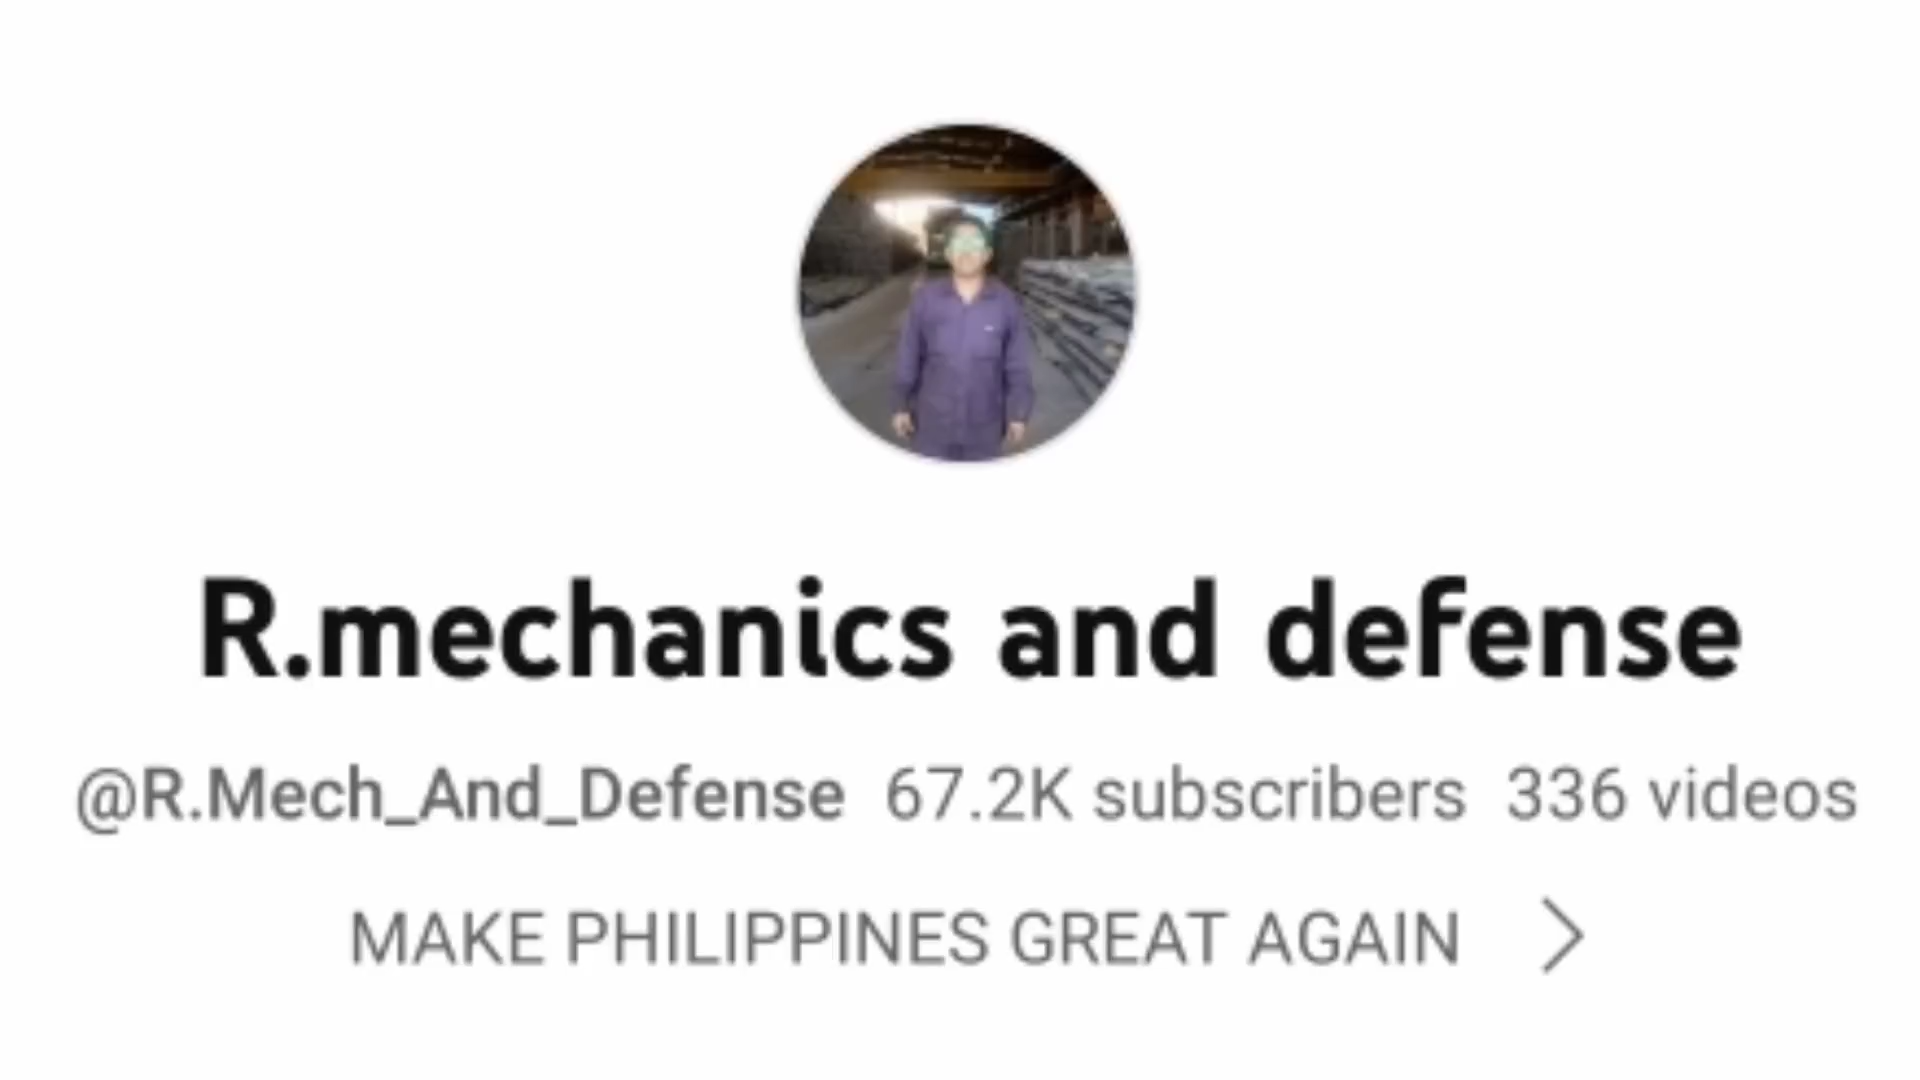 R.mechanics and defense
@R.Mech_And_Defense 67.2K subscribers 336 videos
MAKE PHILIPPINES GREAT AGAIN